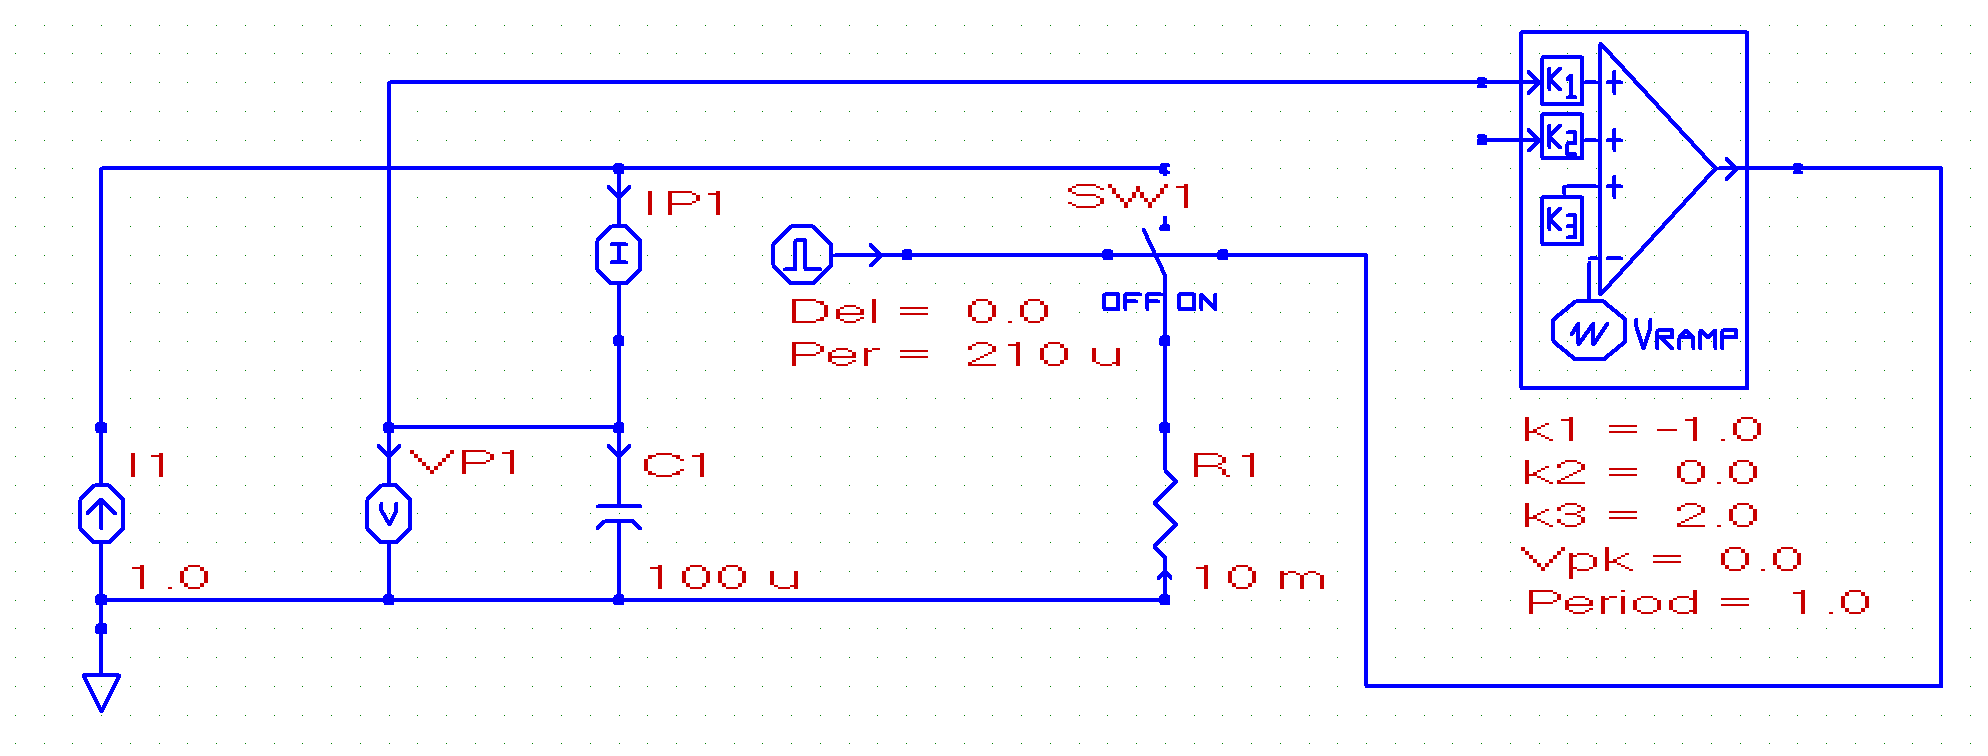 K1
K2
K3
VRAMP
IP1
I
SW1
Del = 0.0
Per = 210 u
OFF ON
I1
1.0
VP1
V
C1
100 u
R1
10 m
k1 = -1.0
k2 = 0.0
k3 = 2.0
Vpk = 0.0
Period = 1.0